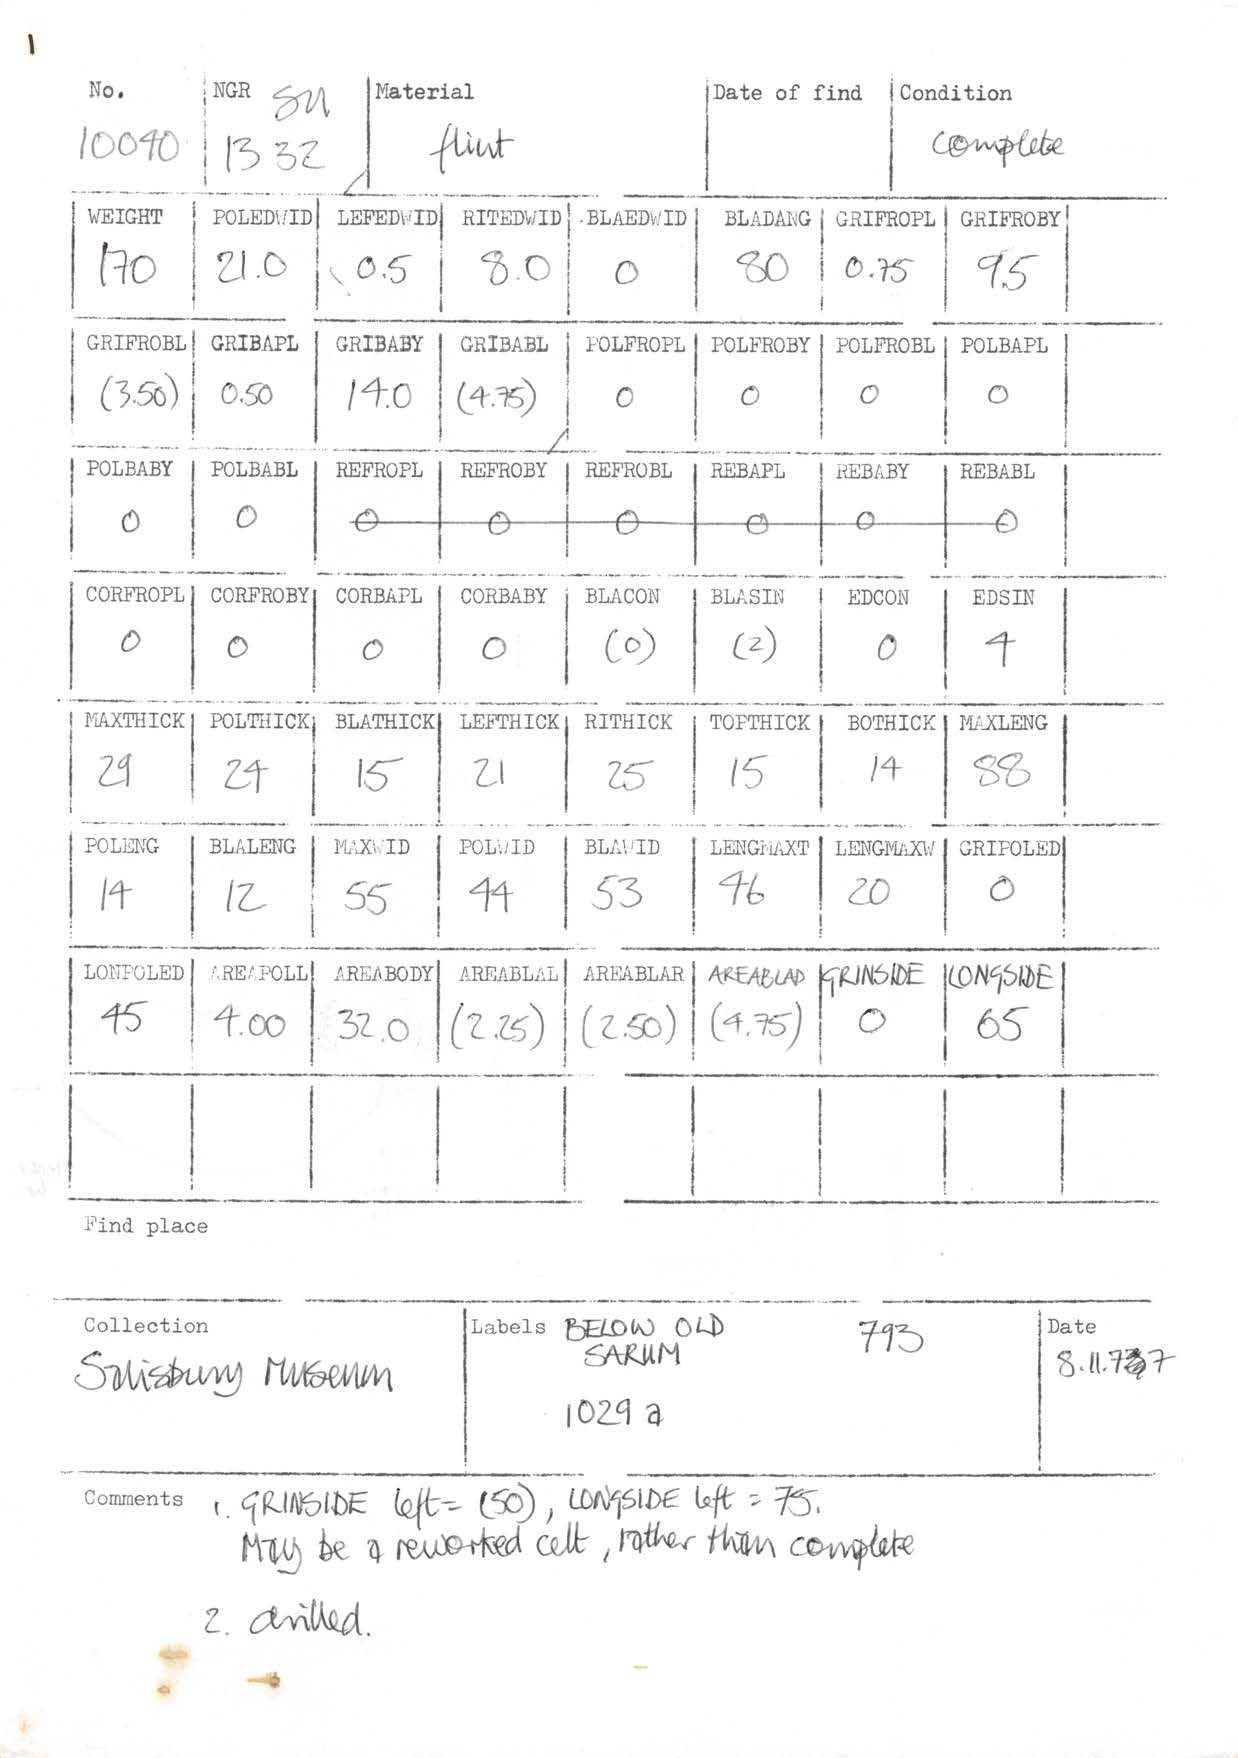 1
No. NGR SU Material Date of find Condition
10040 13 32 flint complete
WEIGHT POLEDWID LEFEDWID RITEDWID BLAEDWID BLADANG GRIFROPL GRIFROBY
170 21.0 0.5 8.0 0 80 0.75 9.5
GRIFROBL GRIBAPL GRIBABY GRIBABL POLFROPL POLFROBY POLFROBL POLBAPL
(3.50) 0.50 14.0 (4.75) 0 0 0 0
POLBABY POLBABL REFROPL REFROBY REFROBL REBAPL REBABY REBABL
0 0 0 0 0 0 0 0
CORFROPL CORFROBY CORBAPL CORBABY BLACON BLASIN EDCON EDSIN
0 0 0 0 (0) (2) 0 4
MAXTHICK POLTHICK BLATHICK LEFTHICK RITHICK TOPTHICK BOTHICK MAXLENG
29 24 15 21 25 15 14 88
POLENG BLALENG MAXWID POLWID BLAWID LENGMAXT LENGMAXW GRIPOLED
14 12 55 44 53 46 20 0
LONPOLED AREAPOLL AREABODY AREABLAL AREABLAR AREABLAD GRINSIDE LONGSIDE
45 4.00 32.0 (2.25) (2.50) (4.75) 0 65
Find place
Collection Labels BELOW OLD 793 Date
Salisbury Museum SARUM 8.11.77
1029 a
Comments 1. GRINSIDE left = (50), LONGSIDE left = 75.
May be a reworked celt, rather than complete
2. drilled.